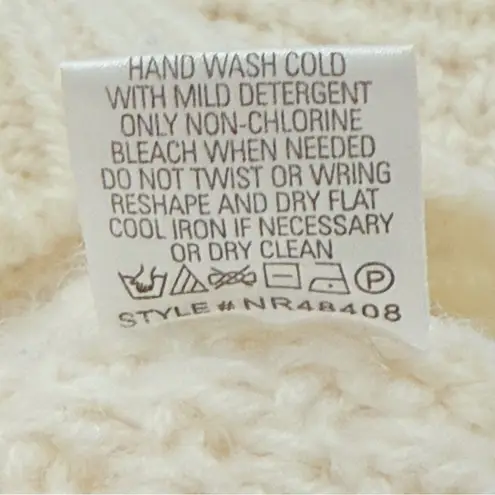 HAND WASH COLD
WITH MILD DETERGENT
ONLY NON-CHLORINE
BLEACH WHEN NEEDED
DO NOT TWIST OR WRING
RESHAPE AND DRY FLAT
COOL IRON IF NECESSARY
OR DRY CLEAN
P
STYLE # NR48408